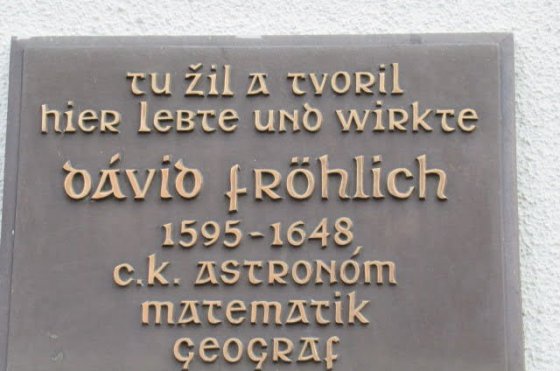 tu žil a tvoril
hier lebte und wirkte
dávid fröhlich
1595-1648
c.k. astronóm
matematik
geograf